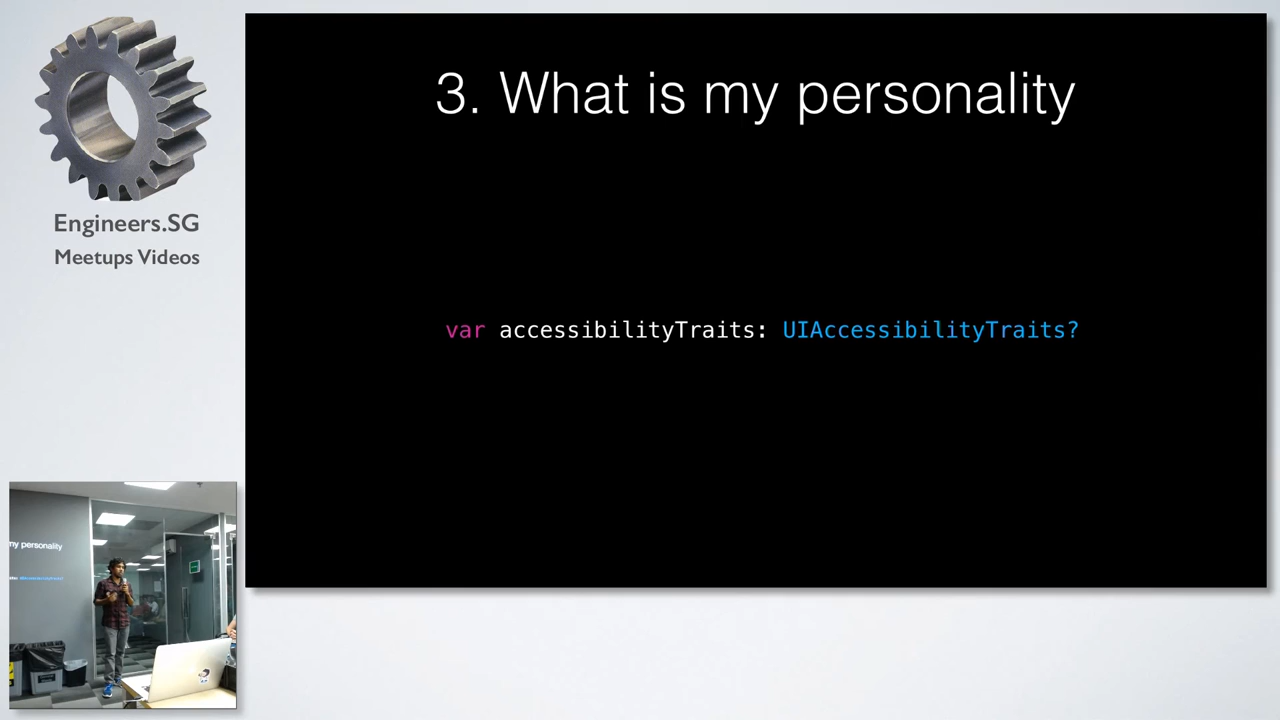 Engineers.SG
Meetups Videos
3. What is my personality
var accessibilityTraits: UIAccessibilityTraits?
my personality